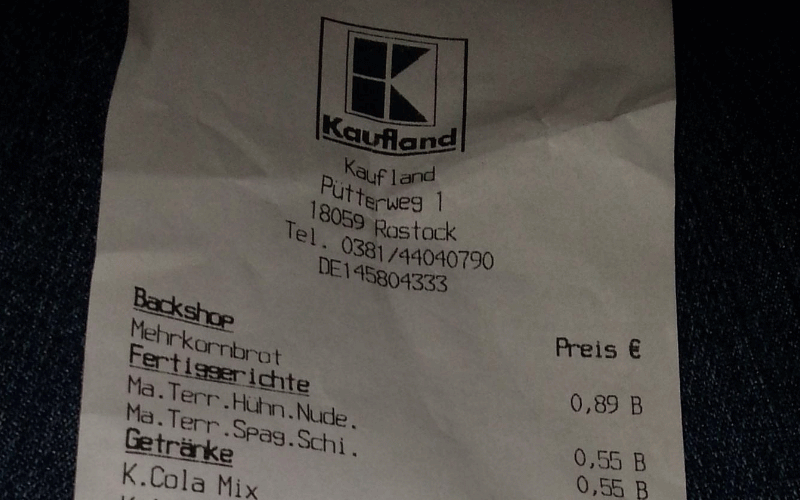 Kaufland
Kaufland
Pütterweg 1
18059 Rostock
Tel. 0381/44040790
DE145804333
Preis €
Backshop
Mehrkornbrot 0,89 B
Fertiggerichte
Ma.Terr.Huhn.Nude. 0,55 B
Ma.Terr.Spag.Schi. 0,55 B
Getränke
K.Cola Mix